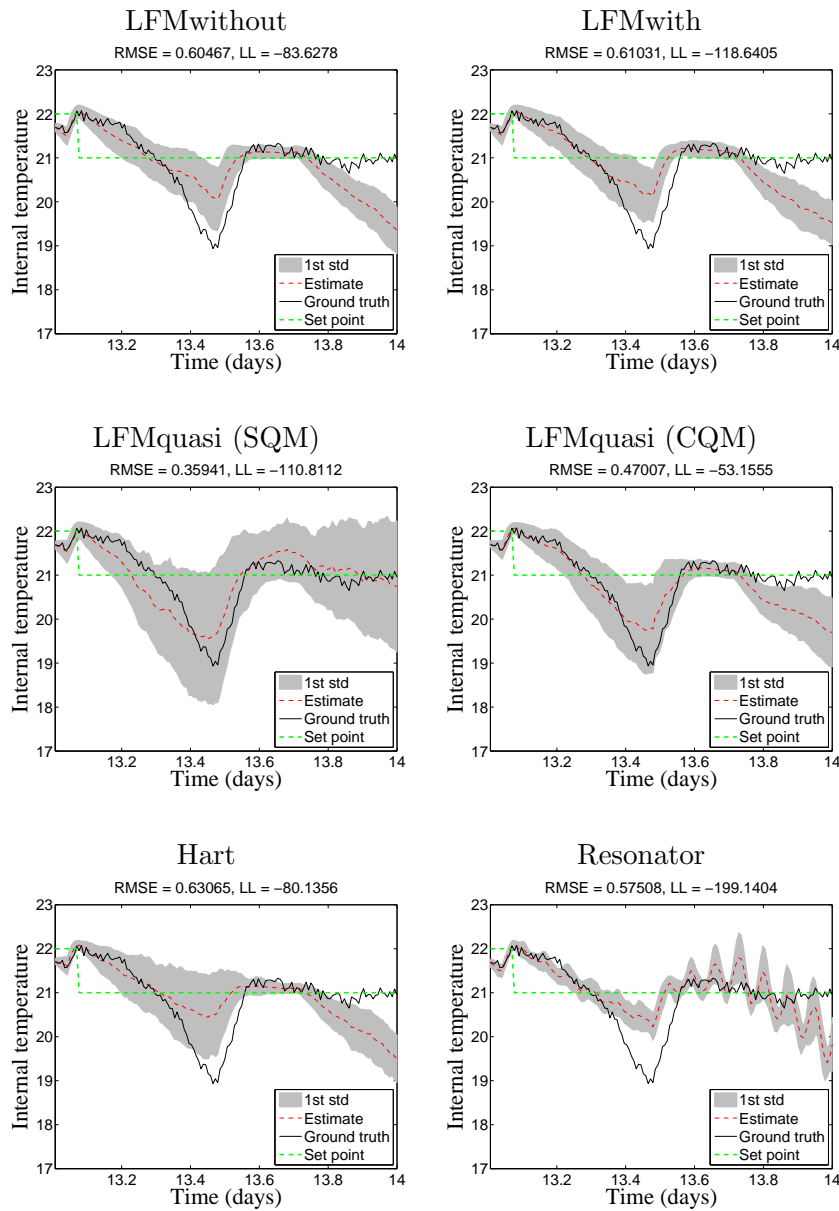 LFMwithout
RMSE = 0.60467, LL = −83.6278
23
22
21
20
19
18
17
Internal temperature
13.2
13.4
13.6
13.8
14
Time (days)
1st std
Estimate
Ground truth
Set point
LFMwith
RMSE = 0.61031, LL = −118.6405
23
22
21
20
19
18
17
Internal temperature
13.2
13.4
13.6
13.8
14
Time (days)
1st std
Estimate
Ground truth
Set point
LFMquasi (SQM)
RMSE = 0.35941, LL = −110.8112
23
22
21
20
19
18
17
Internal temperature
13.2
13.4
13.6
13.8
14
Time (days)
1st std
Estimate
Ground truth
Set point
LFMquasi (CQM)
RMSE = 0.47007, LL = −53.1555
23
22
21
20
19
18
17
Internal temperature
13.2
13.4
13.6
13.8
14
Time (days)
1st std
Estimate
Ground truth
Set point
Hart
RMSE = 0.63065, LL = −80.1356
23
22
21
20
19
18
17
Internal temperature
13.2
13.4
13.6
13.8
14
Time (days)
1st std
Estimate
Ground truth
Set point
Resonator
RMSE = 0.57508, LL = −199.1404
23
22
21
20
19
18
17
Internal temperature
13.2
13.4
13.6
13.8
14
Time (days)
1st std
Estimate
Ground truth
Set point